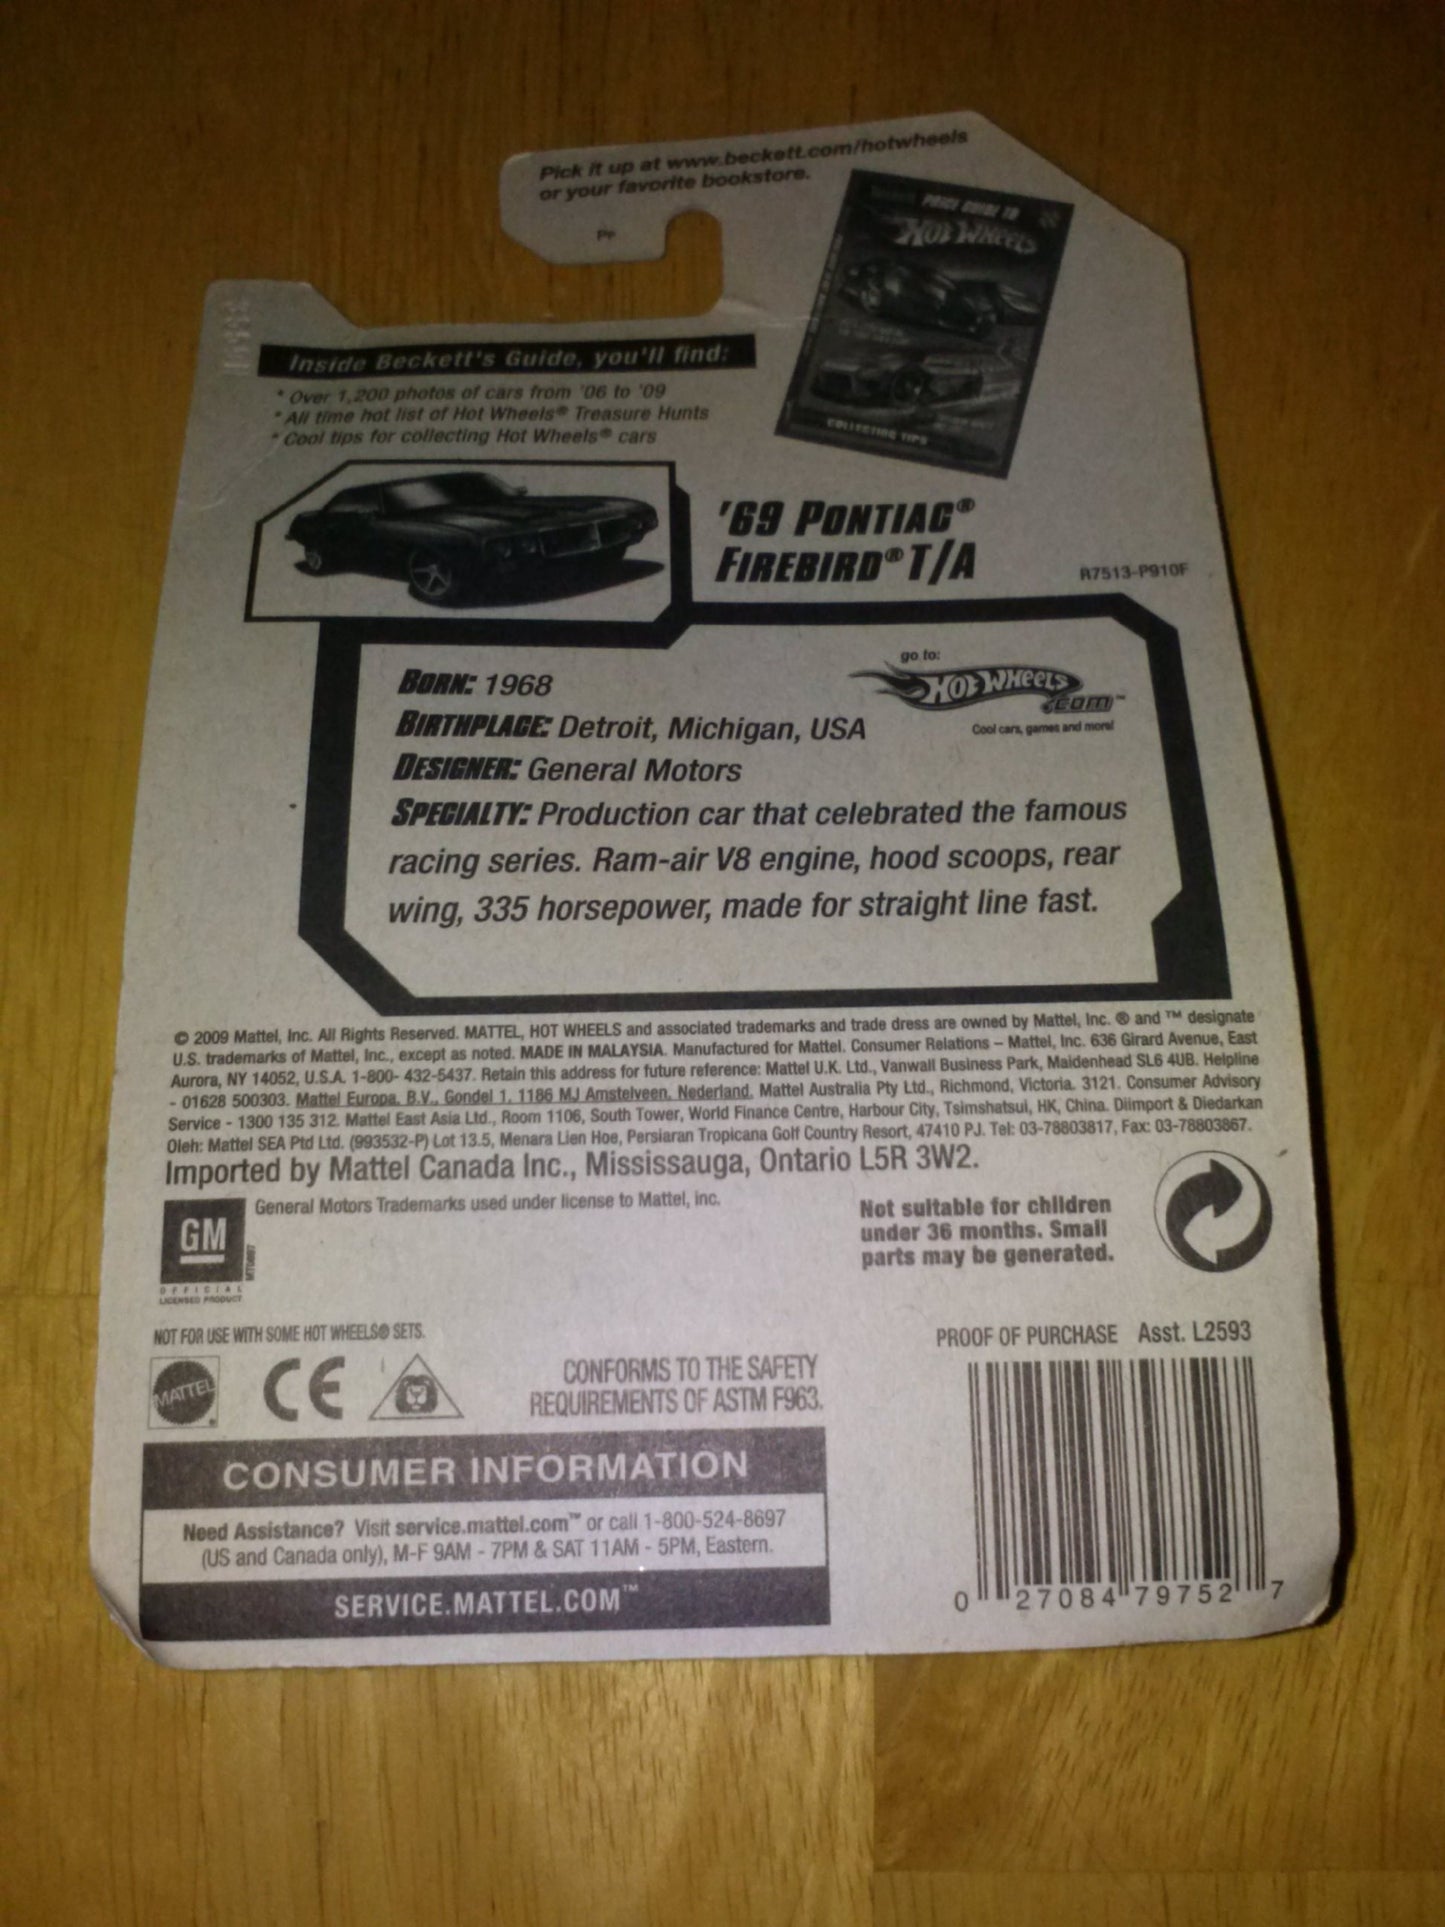 Pick it up at www.beckett.com/hotwheels
or your favorite bookstore.
PRICE GUIDE TO
HOT WHEELS
COLLECTING TIPS
Inside Beckett's Guide, you'll find:
* Over 1,200 photos of cars from '06 to '09
* All time hot list of Hot Wheels® Treasure Hunts
* Cool tips for collecting Hot Wheels® cars
'69 PONTIAC®
FIREBIRD® T/A
R7513-P910F
go to:
HOT WHEELS
.com™
Cool cars, games and more!
BORN: 1968
BIRTHPLACE: Detroit, Michigan, USA
DESIGNER: General Motors
SPECIALTY: Production car that celebrated the famous
racing series. Ram-air V8 engine, hood scoops, rear
wing, 335 horsepower, made for straight line fast.
© 2009 Mattel, Inc. All Rights Reserved. MATTEL, HOT WHEELS and associated trademarks and trade dress are owned by Mattel, Inc. ® and ™ designate
U.S. trademarks of Mattel, Inc., except as noted. MADE IN MALAYSIA. Manufactured for Mattel. Consumer Relations – Mattel, Inc. 636 Girard Avenue, East
Aurora, NY 14052, U.S.A. 1-800- 432-5437. Retain this address for future reference: Mattel U.K. Ltd., Vanwall Business Park, Maidenhead SL6 4UB. Helpline
- 01628 500303. Mattel Europa, B.V., Gondel 1, 1186 MJ Amstelveen, Nederland. Mattel Australia Pty Ltd., Richmond, Victoria. 3121. Consumer Advisory
Service - 1300 135 312. Mattel East Asia Ltd., Room 1106, South Tower, World Finance Centre, Harbour City, Tsimshatsui, HK, China. Diimport & Diedarkan
Oleh: Mattel SEA Ptd Ltd. (993532-P) Lot 13.5, Menara Lien Hoe, Persiaran Tropicana Golf Country Resort, 47410 PJ. Tel: 03-78803817, Fax: 03-78803867.
Imported by Mattel Canada Inc., Mississauga, Ontario L5R 3W2.
General Motors Trademarks used under license to Mattel, inc.
GM
OFFICIAL
LICENSED PRODUCT
Not suitable for children
under 36 months. Small
parts may be generated.
NOT FOR USE WITH SOME HOT WHEELS® SETS.
PROOF OF PURCHASE Asst. L2593
MATTEL
CE
CONFORMS TO THE SAFETY
REQUIREMENTS OF ASTM F963.
CONSUMER INFORMATION
Need Assistance? Visit service.mattel.com™ or call 1-800-524-8697
(US and Canada only), M-F 9AM - 7PM & SAT 11AM - 5PM, Eastern.
SERVICE.MATTEL.COM™
0 27084 79752 7